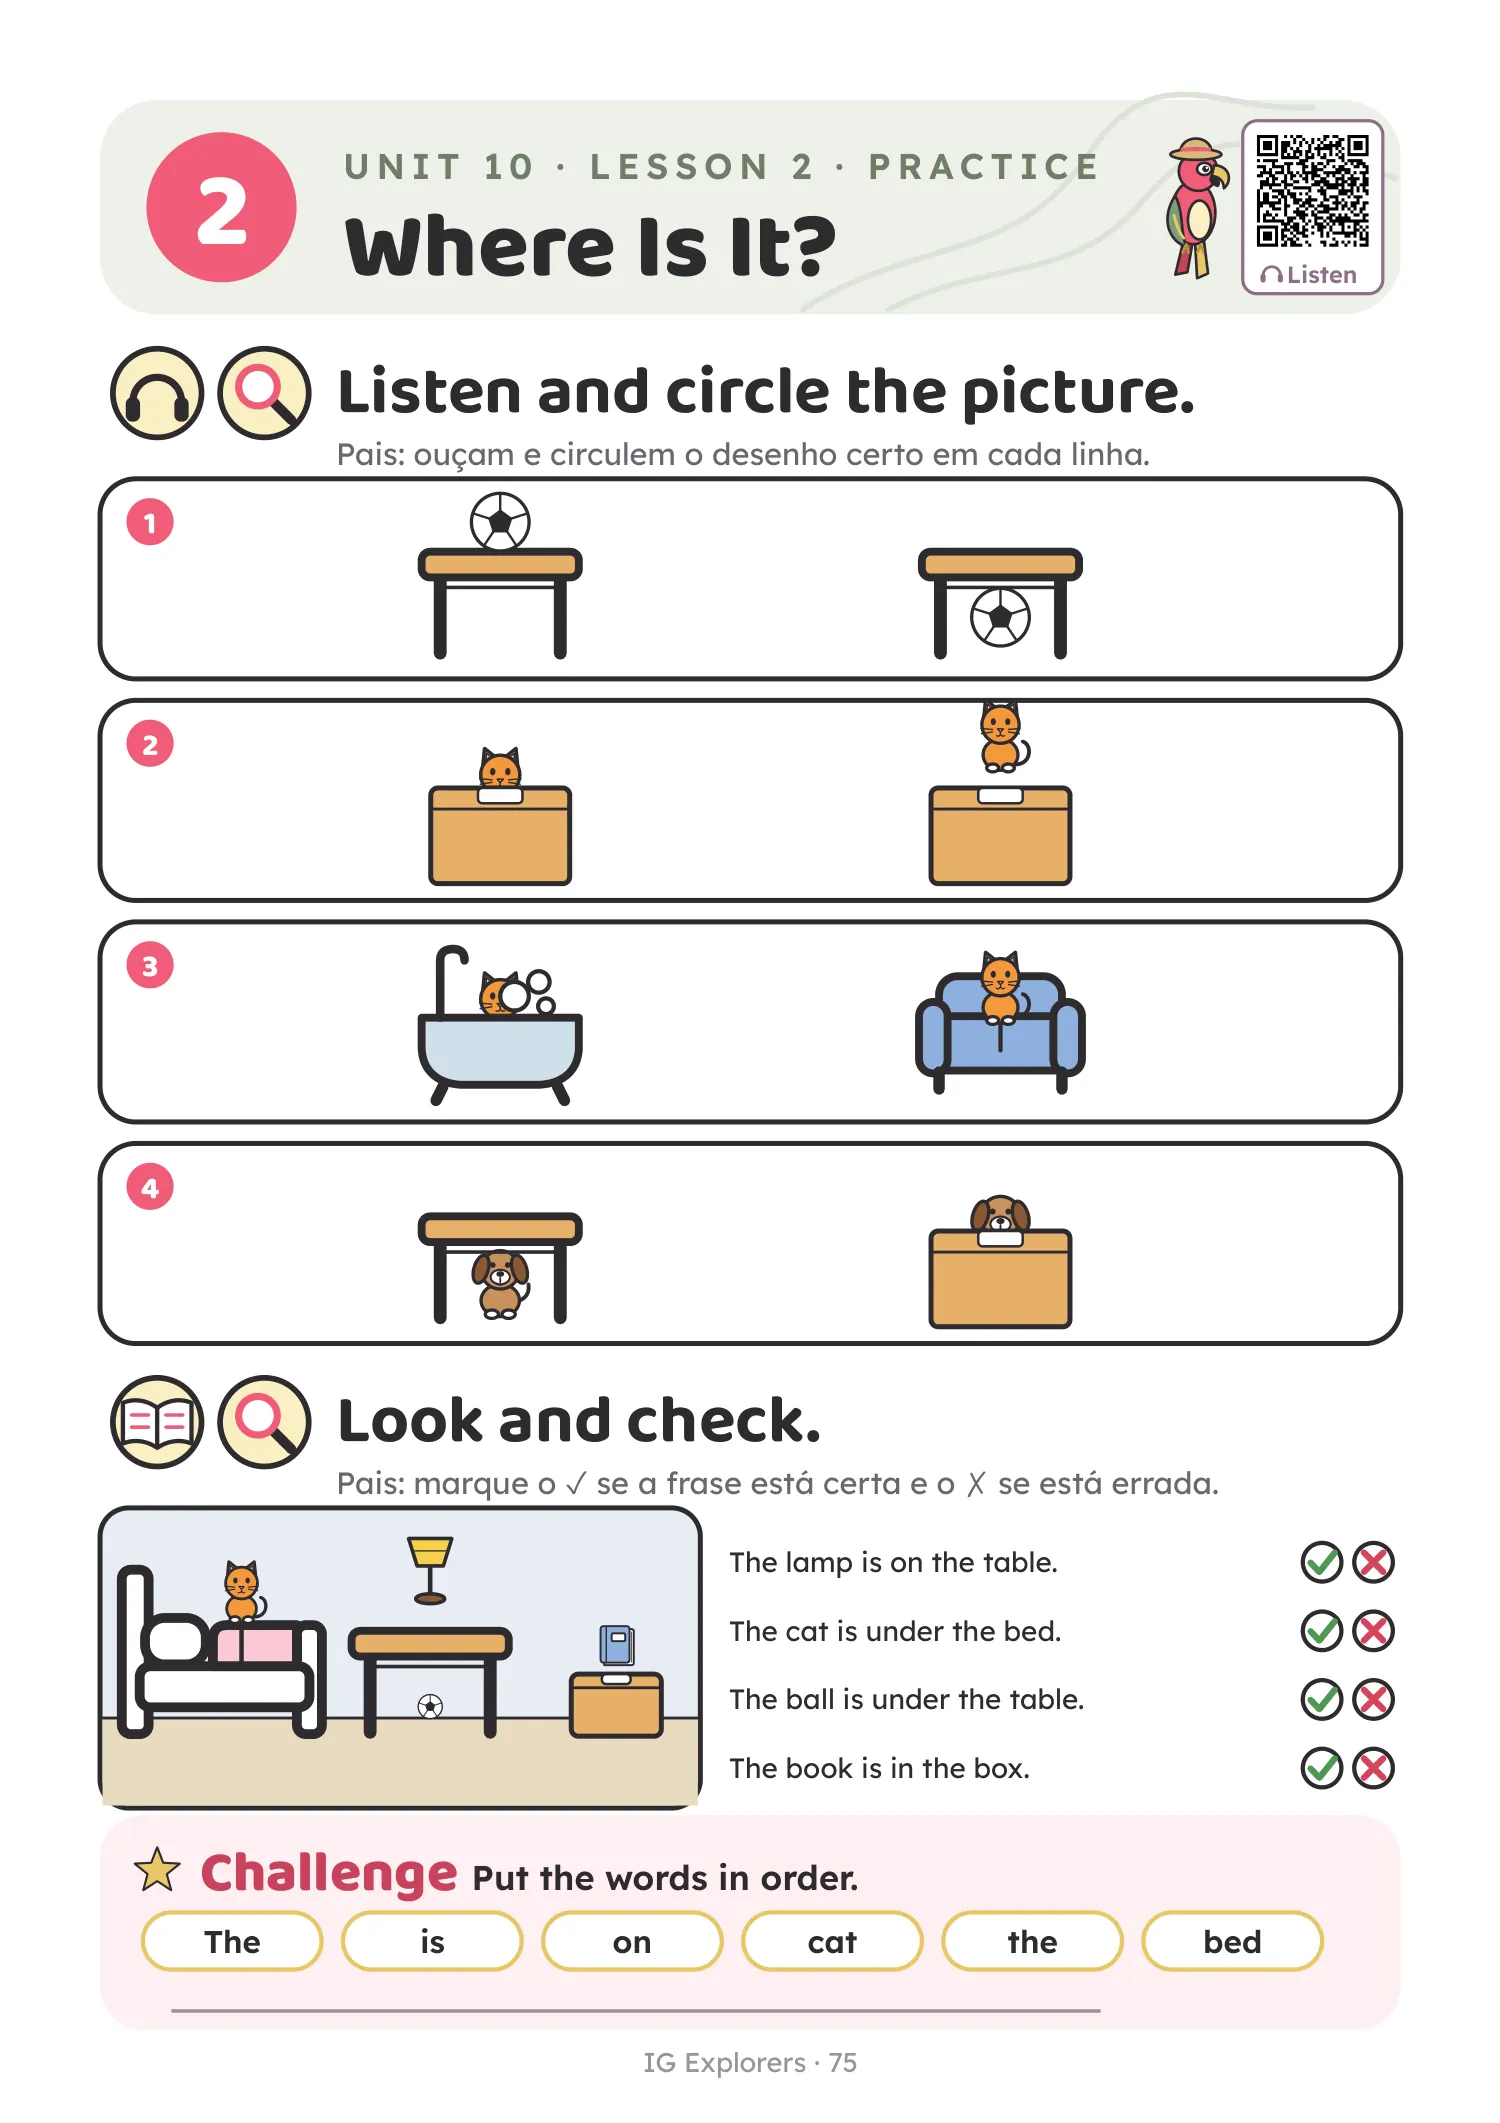 2
UNIT 10 · LESSON 2 · PRACTICE
Where Is It?
Listen
Listen and circle the picture.
Pais: ouçam e circulem o desenho certo em cada linha.
1
2
3
4
Look and check.
Pais: marque o ✓ se a frase está certa e o ✗ se está errada.
The lamp is on the table.
The cat is under the bed.
The ball is under the table.
The book is in the box.
Challenge Put the words in order.
The is on cat the bed
IG Explorers · 75